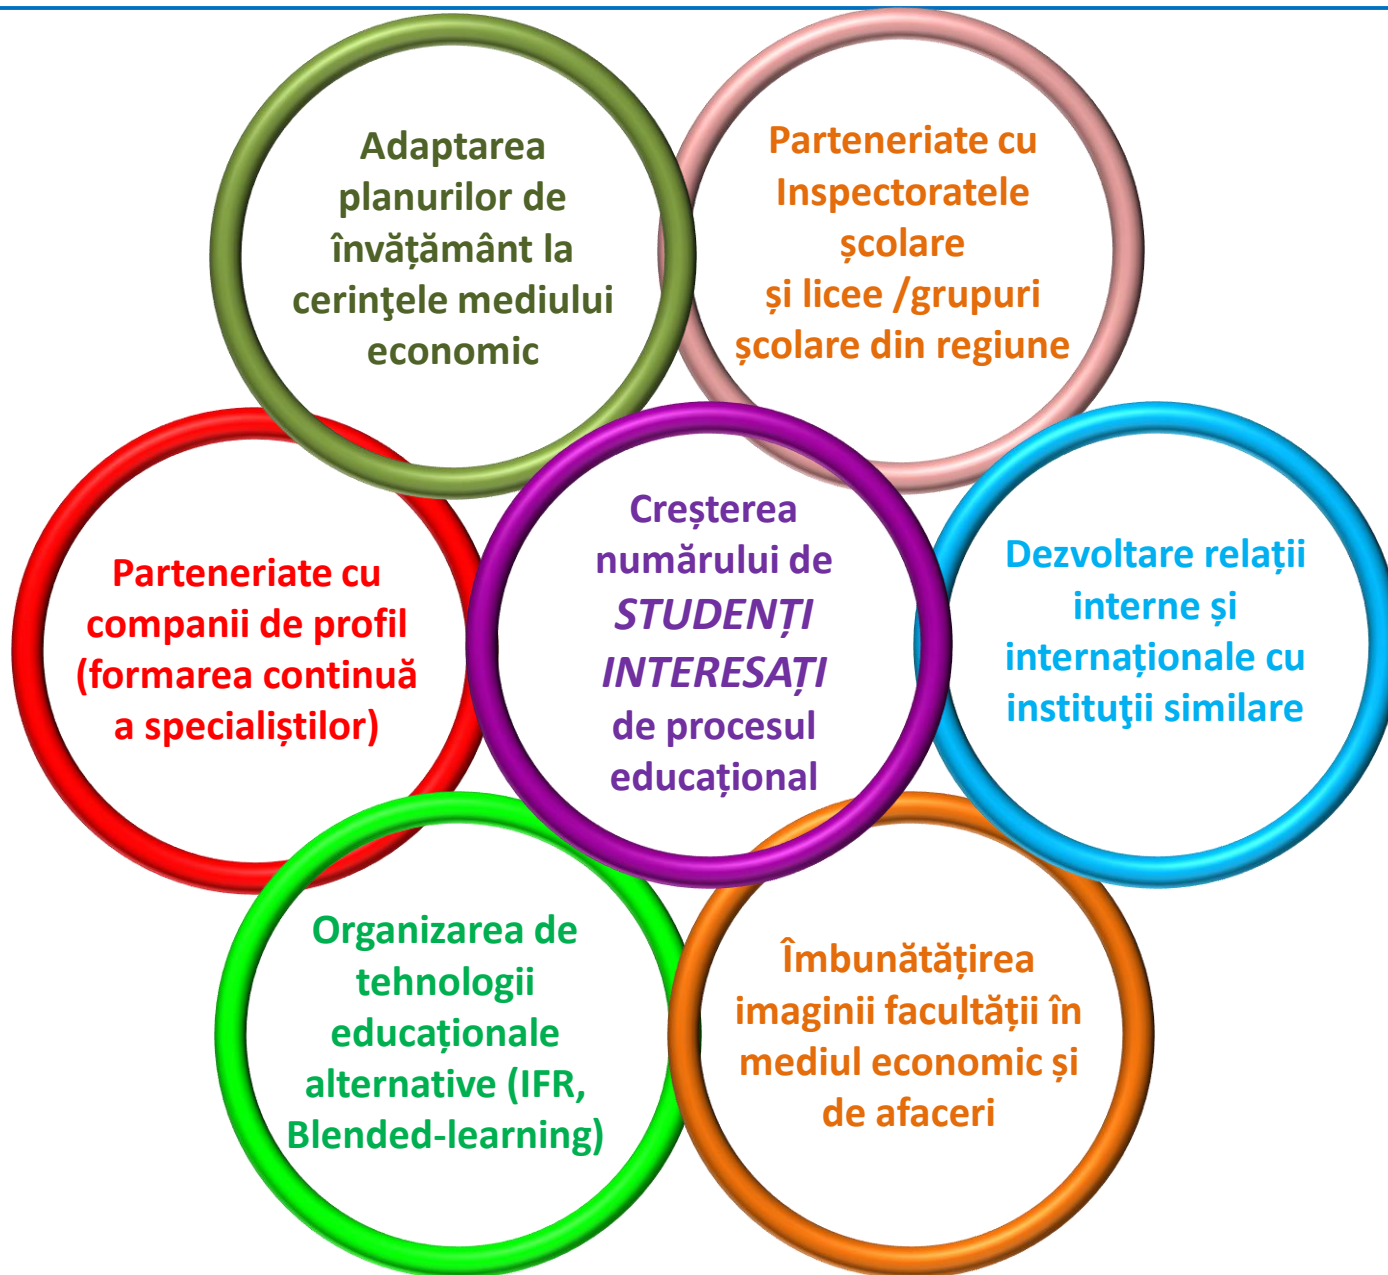 Adaptarea
planurilor de
învățământ la
cerinţele mediului
economic
Parteneriate cu
Inspectoratele
școlare
și licee /grupuri
școlare din regiune
Parteneriate cu
companii de profil
(formarea continuă
a specialiștilor)
Creșterea
numărului de
STUDENȚI
INTERESAȚI
de procesul
educațional
Dezvoltare relații
interne și
internaționale cu
instituţii similare
Organizarea de
tehnologii
educaționale
alternative (IFR,
Blended-learning)
Îmbunătățirea
imaginii facultății în
mediul economic și
de afaceri